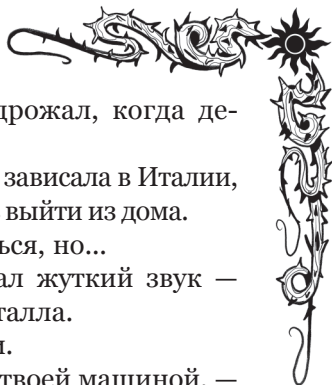 дрожал, когда де-
зависала в Италии,
выйти из дома.
ься, но...
ал жуткий звук —
талла.
и.
твоей машиной, —